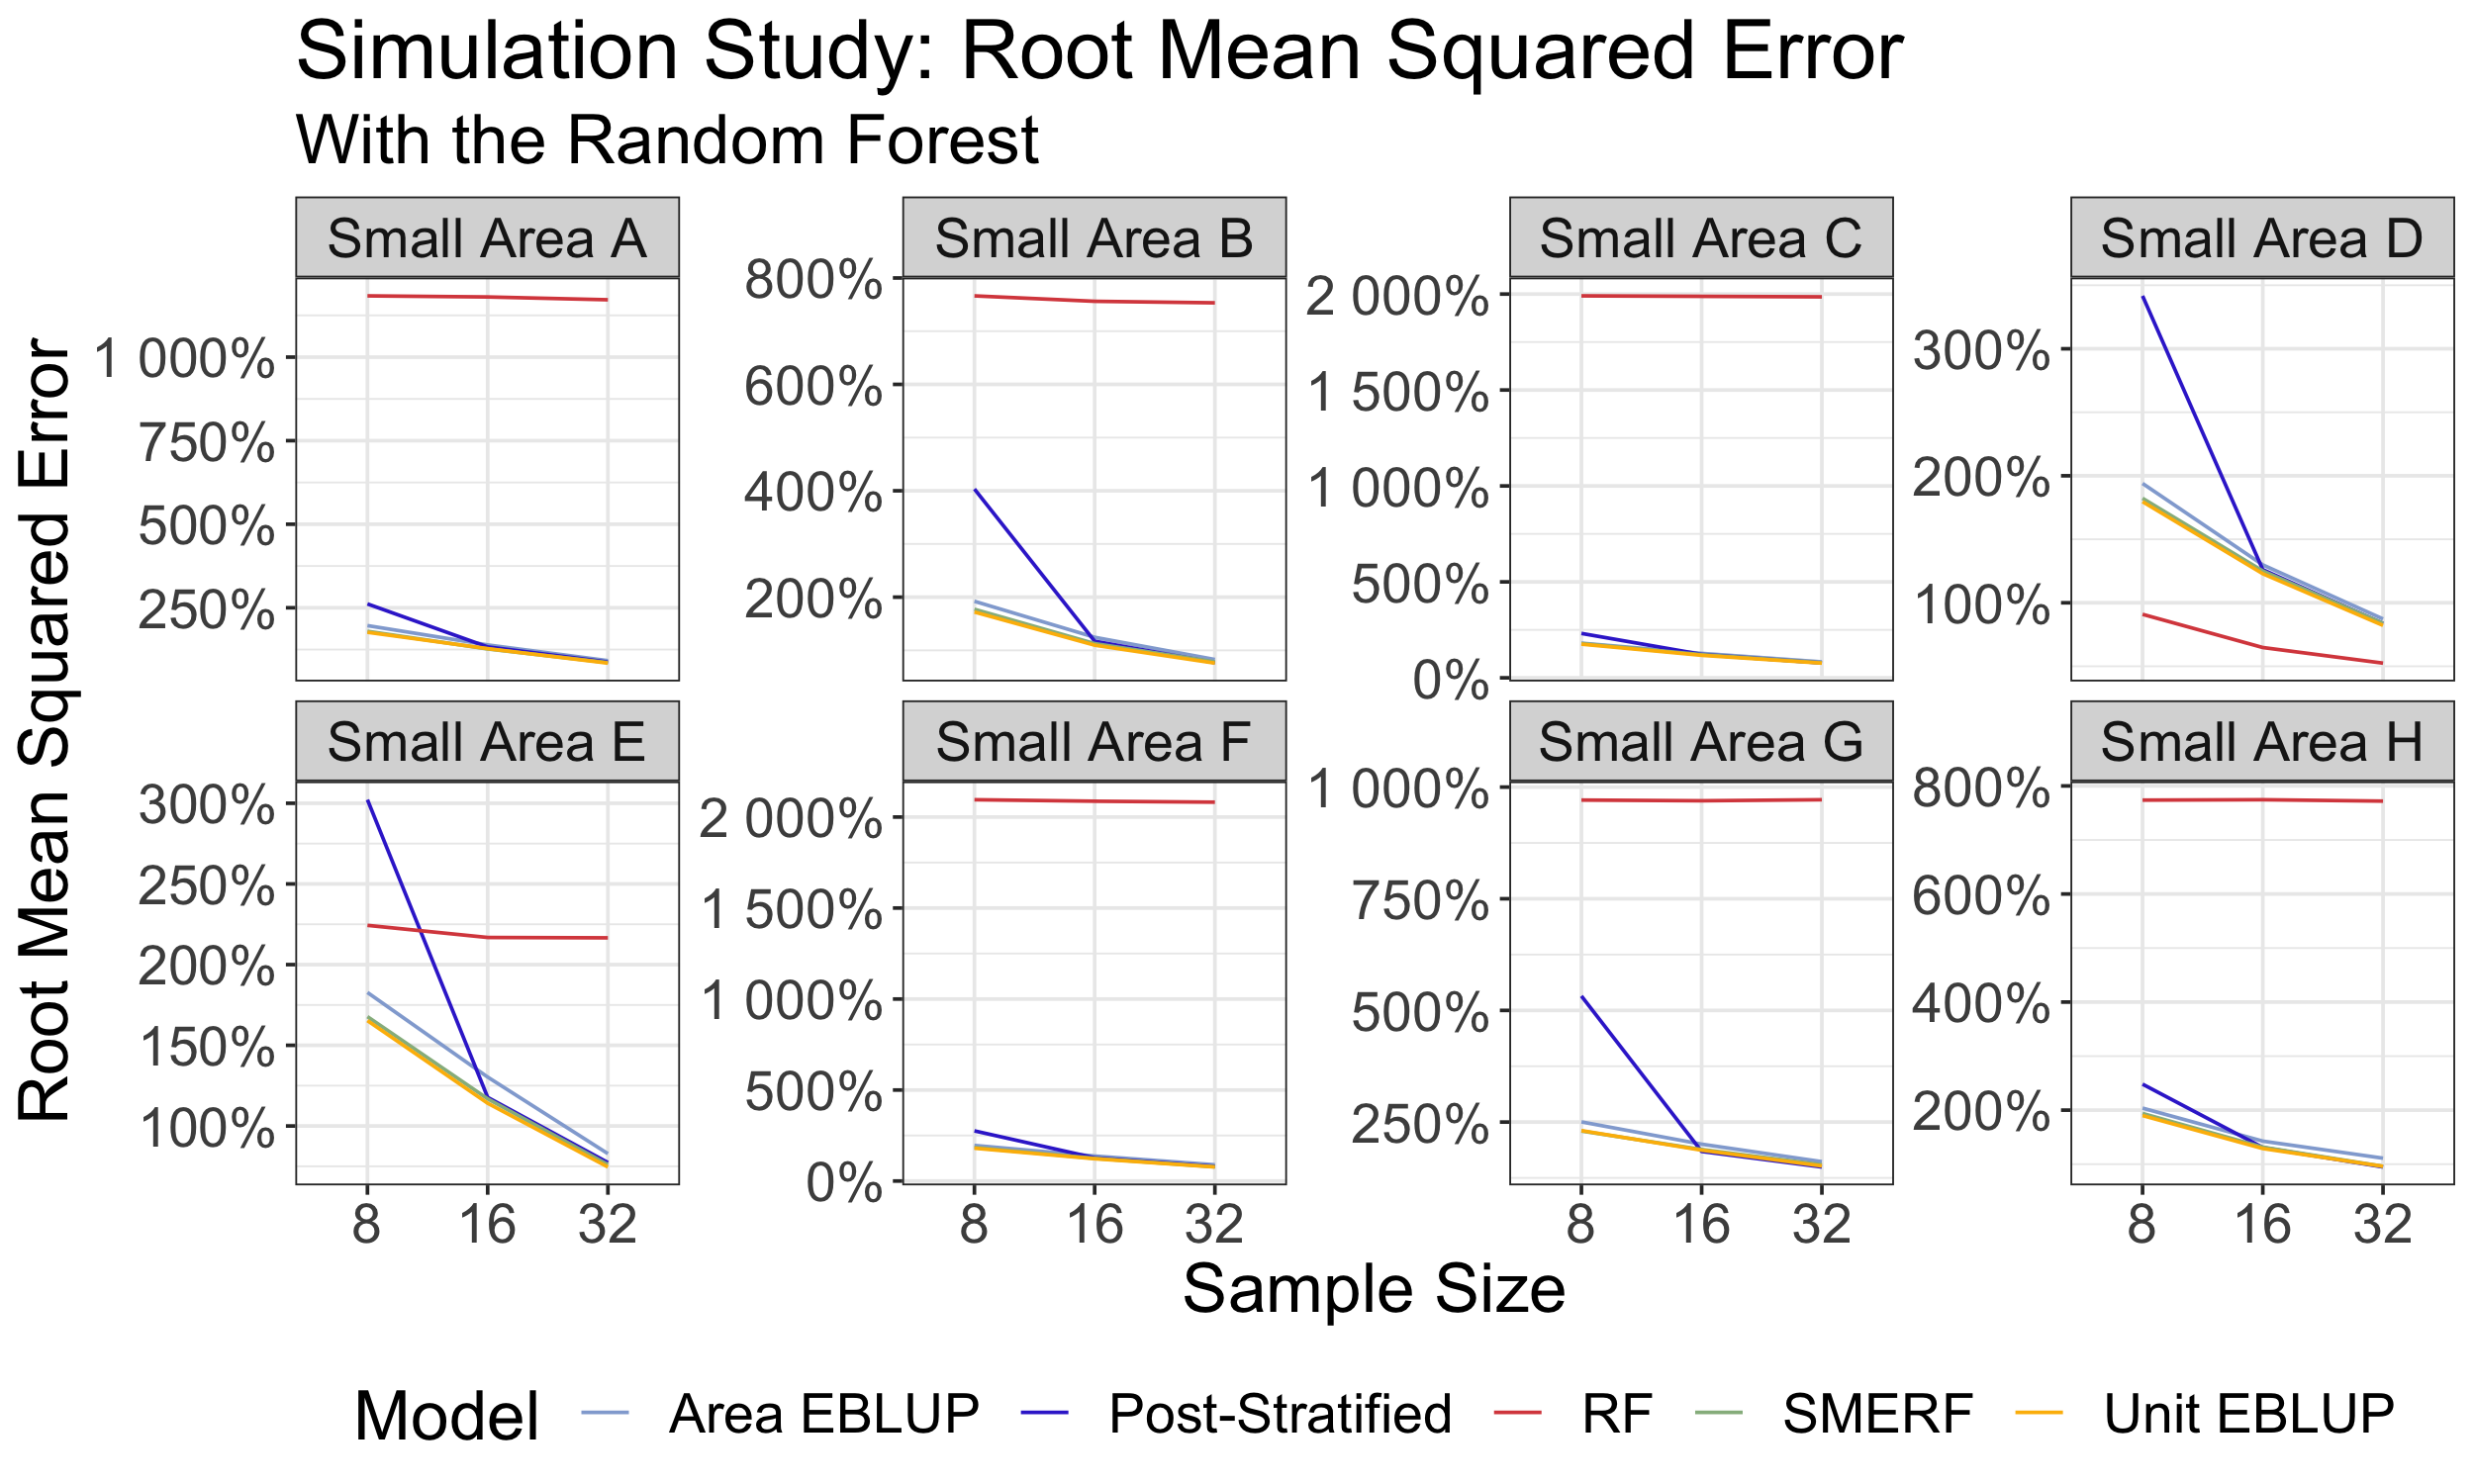 Simulation Study: Root Mean Squared Error
With the Random Forest
Root Mean Squared Error
Small Area A
1 000%
750%
500%
250%
Small Area B
800%
600%
400%
200%
Small Area C
2 000%
1 500%
1 000%
500%
0%
Small Area D
300%
200%
100%
Small Area E
300%
250%
200%
150%
100%
8 16 32
Small Area F
2 000%
1 500%
1 000%
500%
0%
8 16 32
Small Area G
1 000%
750%
500%
250%
8 16 32
Small Area H
800%
600%
400%
200%
8 16 32
Sample Size
Model Area EBLUP Post-Stratified RF SMERF Unit EBLUP